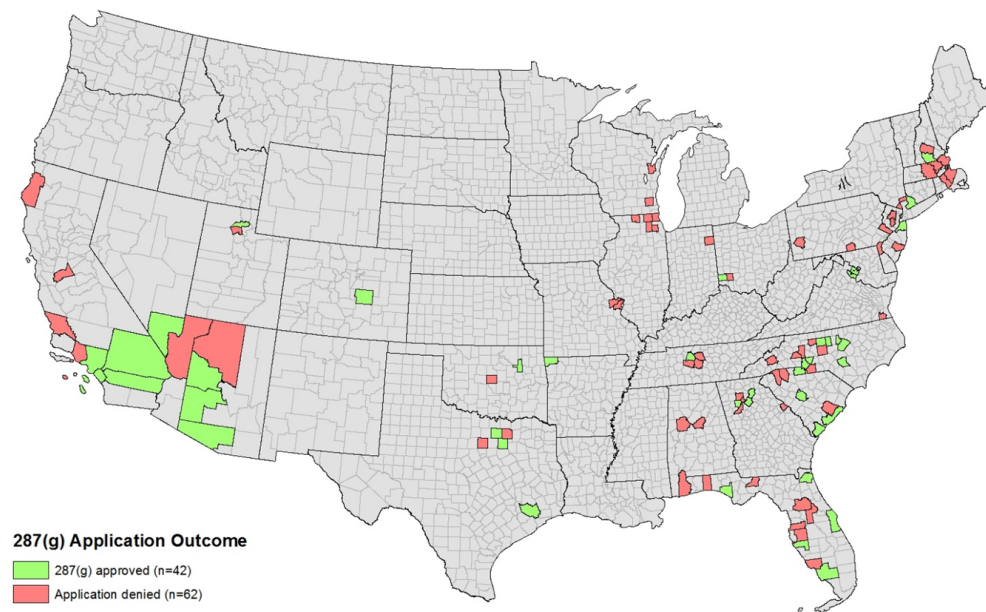 287(g) Application Outcome
287(g) approved (n=42)
Application denied (n=62)